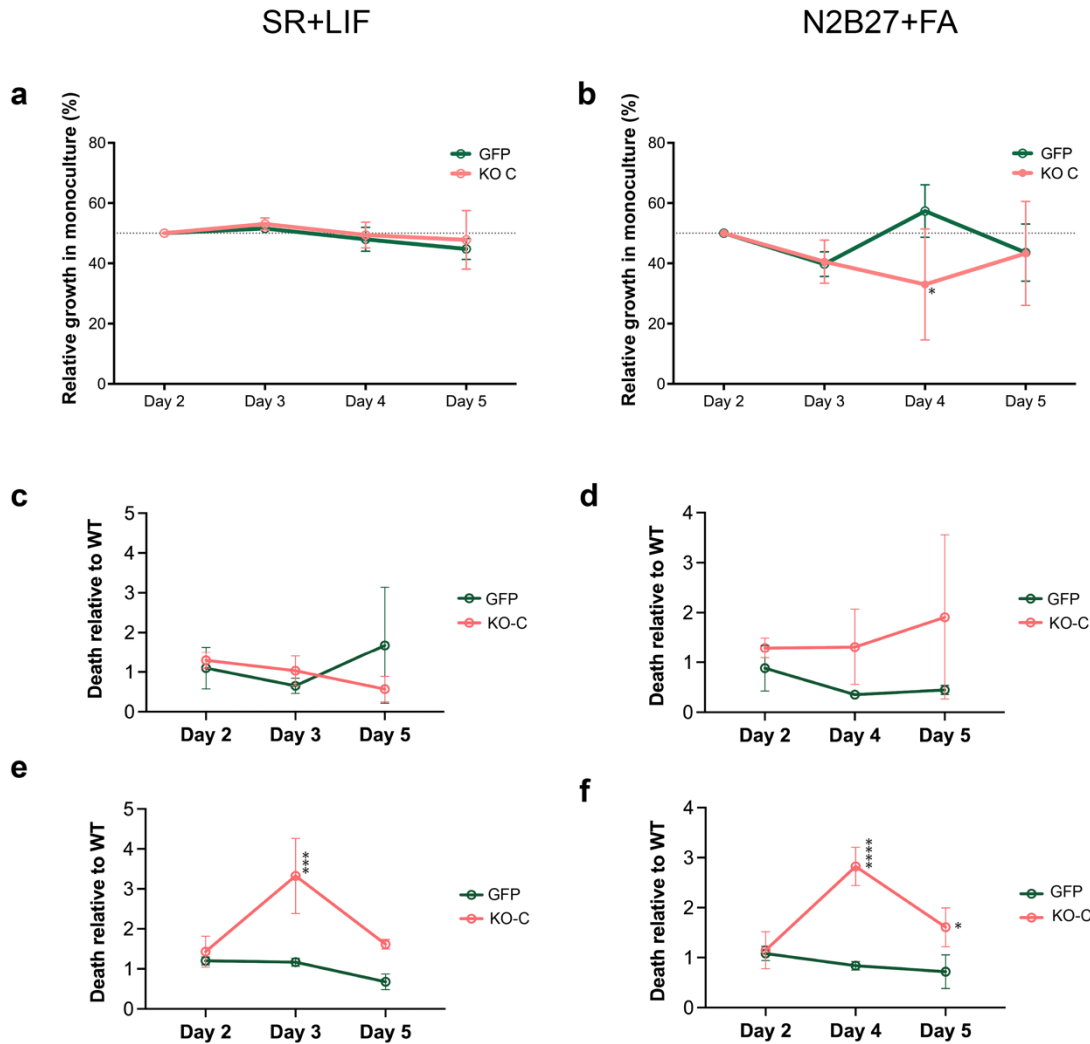 SR+LIF
N2B27+FA
a
Relative growth in monoculture (%)
80
60
40
20
0
GFP
KO C
Day 2 Day 3 Day 4 Day 5
b
Relative growth in monoculture (%)
80
60
40
20
0
GFP
KO C
*
Day 2 Day 3 Day 4 Day 5
c
Death relative to WT
5
4
3
2
1
0
GFP
KO-C
Day 2 Day 3 Day 5
d
Death relative to WT
4
3
2
1
0
GFP
KO-C
Day 2 Day 4 Day 5
e
Death relative to WT
5
4
3
2
1
0
***
GFP
KO-C
Day 2 Day 3 Day 5
f
Death relative to WT
4
3
2
1
0
****
*
GFP
KO-C
Day 2 Day 4 Day 5